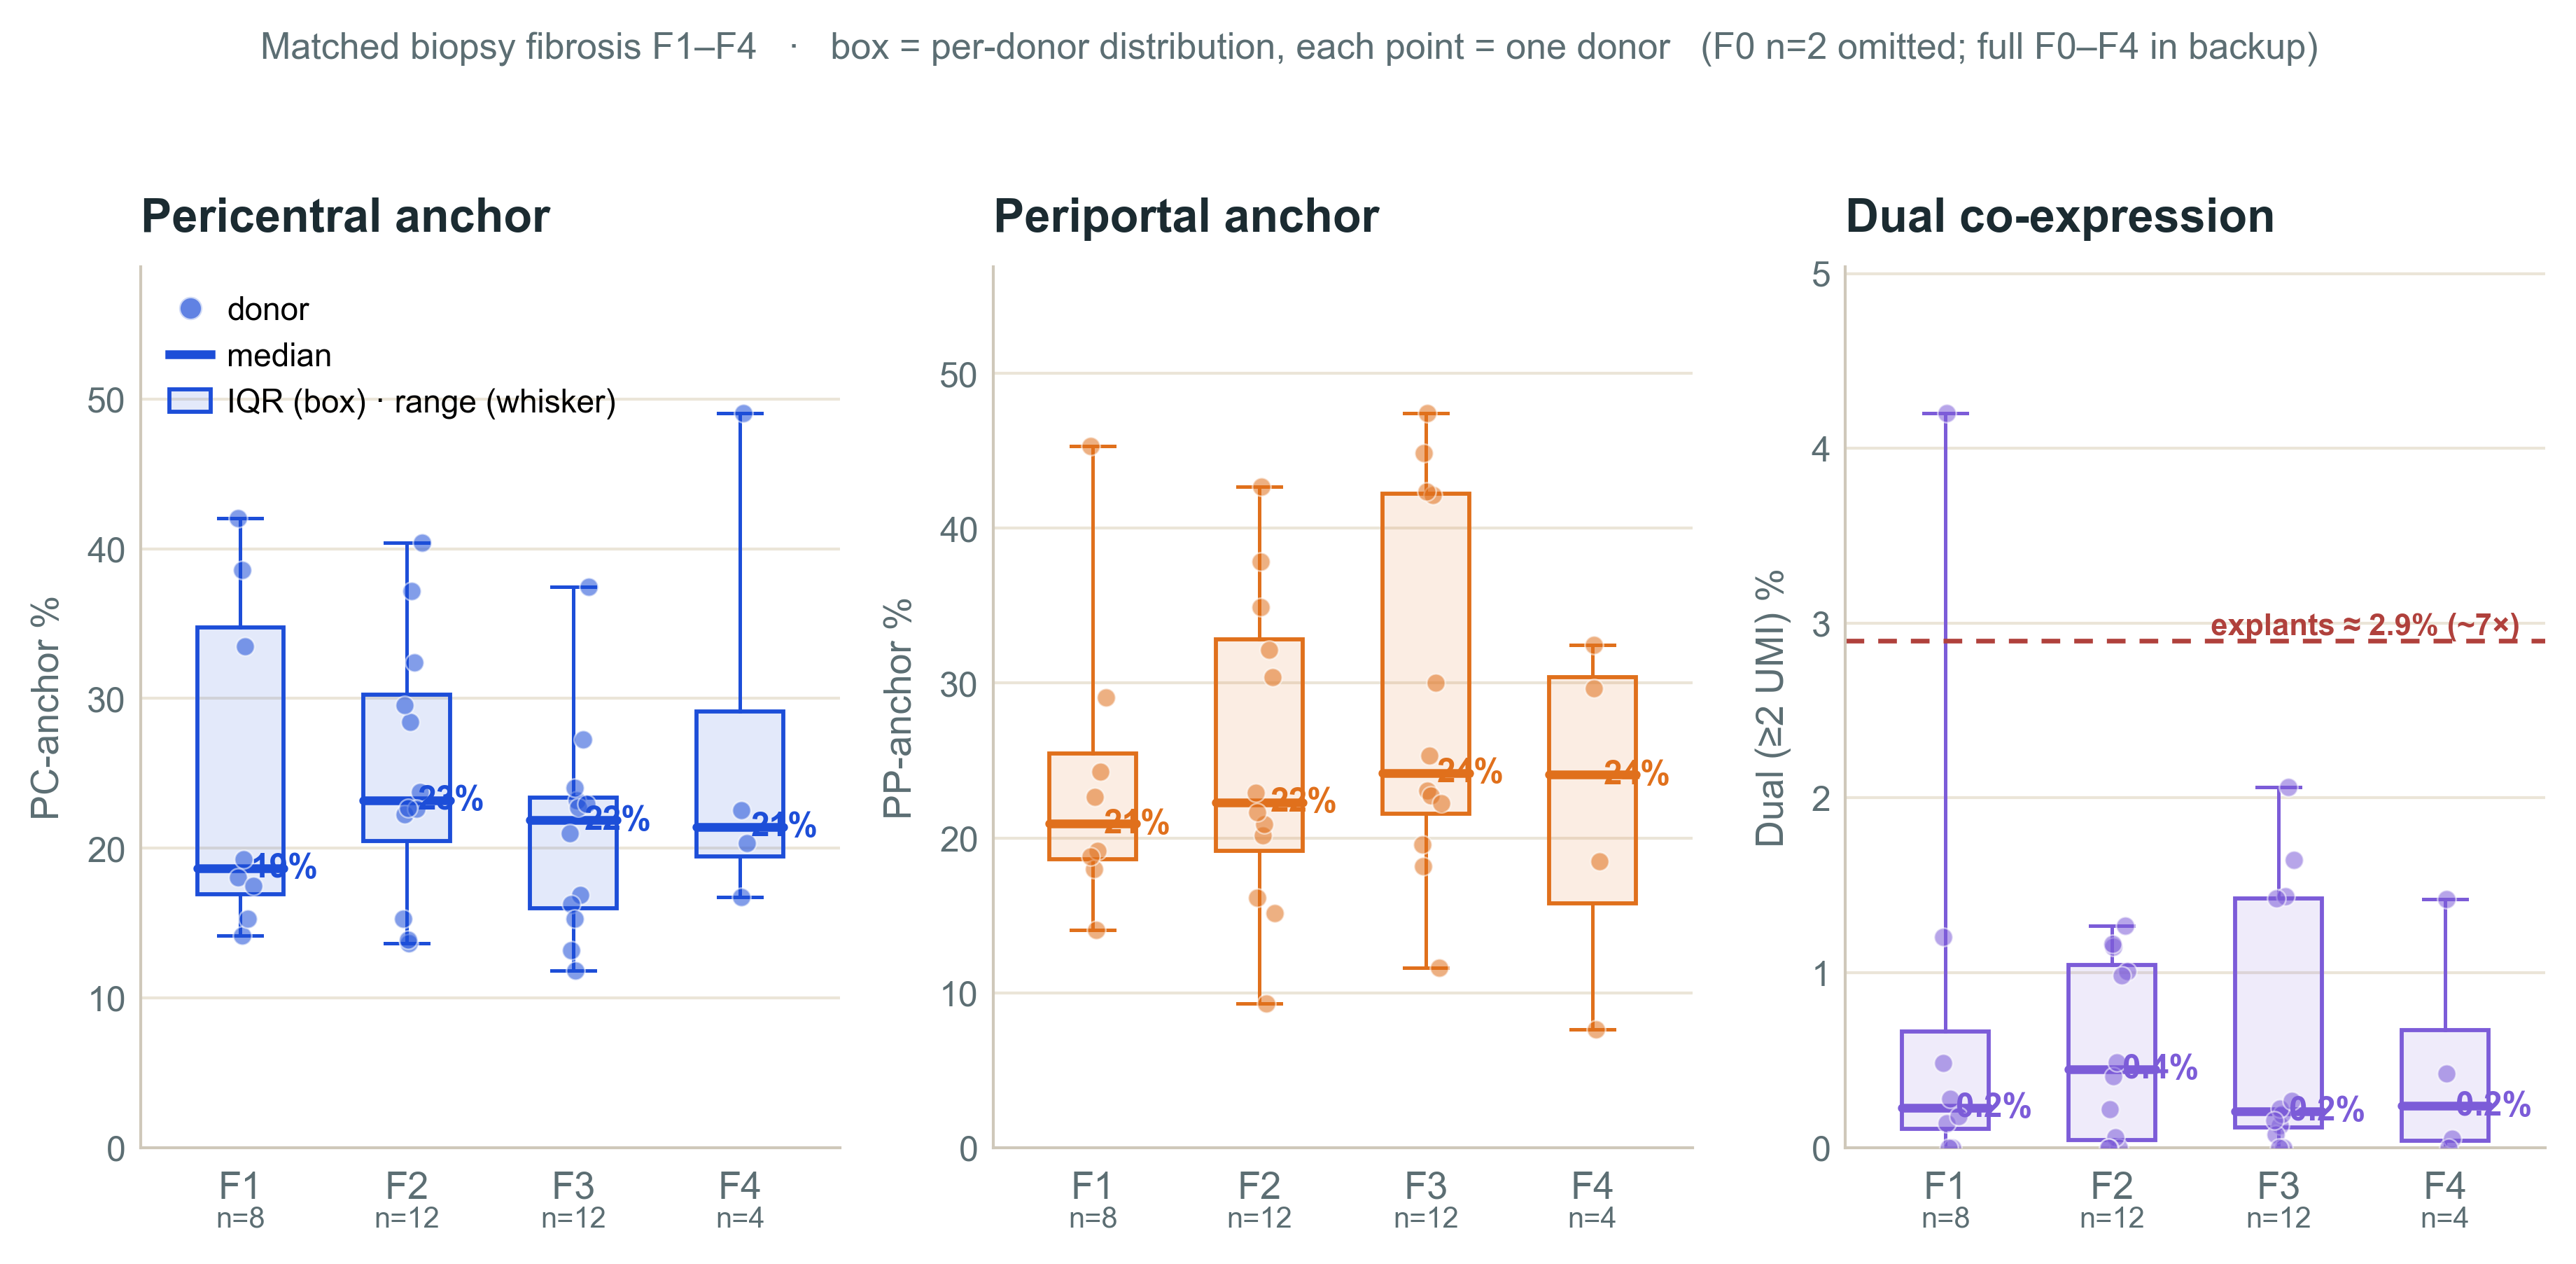 Matched biopsy fibrosis F1–F4 · box = per-donor distribution, each point = one donor (F0 n=2 omitted; full F0–F4 in backup)
Pericentral anchor
donor
median
IQR (box) · range (whisker)
PC-anchor %
50
40
30
20
10
0
19%
23%
22%
21%
F1
F2
F3
F4
n=8
n=12
n=12
n=4
Periportal anchor
PP-anchor %
50
40
30
20
10
0
21%
22%
24%
24%
F1
F2
F3
F4
n=8
n=12
n=12
n=4
Dual co-expression
Dual (≥2 UMI) %
5
4
3
2
1
0
explants ≈ 2.9% (~7×)
0.2%
0.4%
0.2%
0.2%
F1
F2
F3
F4
n=8
n=12
n=12
n=4